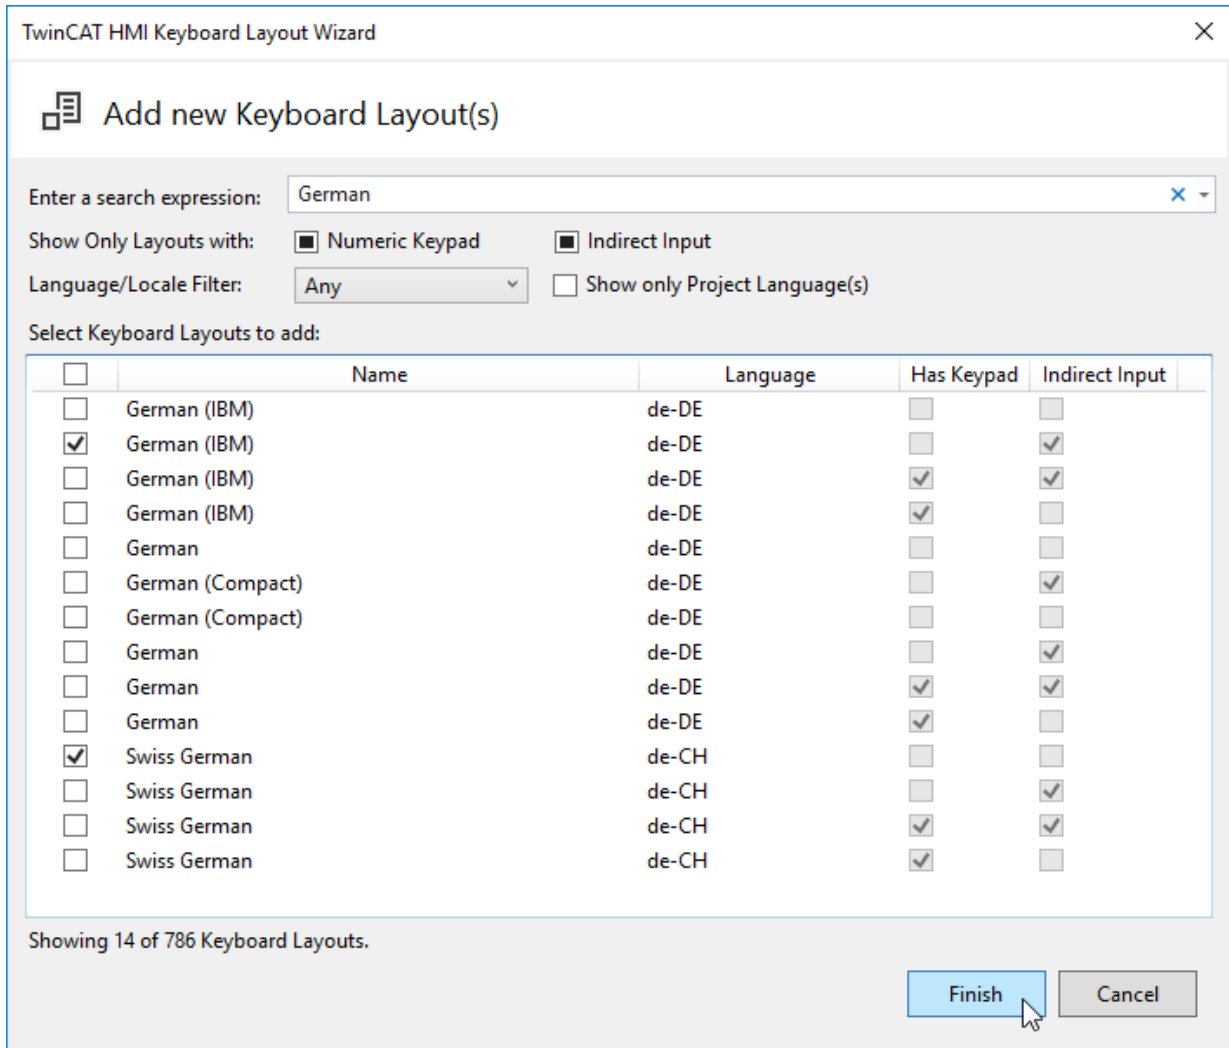 TwinCAT HMI Keyboard Layout Wizard
Add new Keyboard Layout(s)
Enter a search expression: German
Show Only Layouts with: Numeric Keypad Indirect Input
Language/Locale Filter: Any Show only Project Language(s)
Select Keyboard Layouts to add:
Name Language Has Keypad Indirect Input
German (IBM) de-DE
German (IBM) de-DE
German (IBM) de-DE
German (IBM) de-DE
German de-DE
German (Compact) de-DE
German (Compact) de-DE
German de-DE
German de-DE
German de-DE
Swiss German de-CH
Swiss German de-CH
Swiss German de-CH
Swiss German de-CH
Showing 14 of 786 Keyboard Layouts.
Finish Cancel